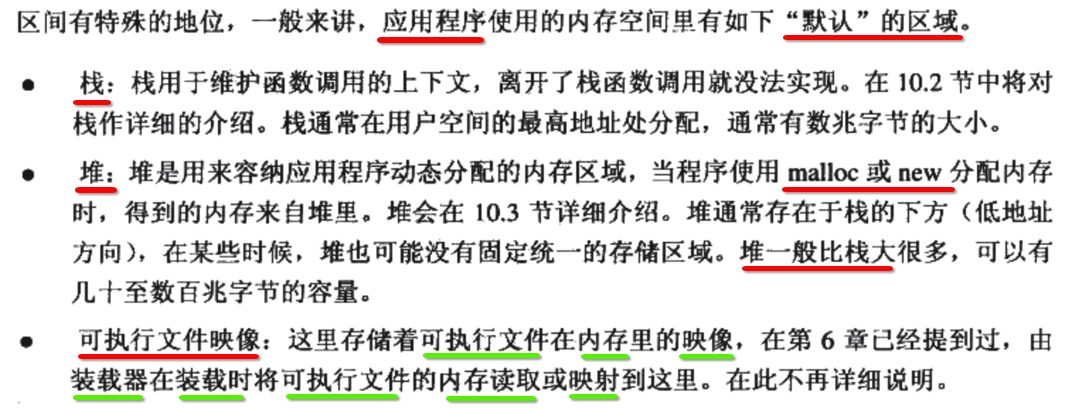 区间有特殊的地位，一般来讲，应用程序使用的内存空间里有如下“默认”的区域。
● 栈：栈用于维护函数调用的上下文，离开了栈函数调用就没法实现。在 10.2 节中将对
栈作详细的介绍。栈通常在用户空间的最高地址处分配，通常有数兆字节的大小。
● 堆：堆是用来容纳应用程序动态分配的内存区域，当程序使用 malloc 或 new 分配内存
时，得到的内存来自堆里。堆会在 10.3 节详细介绍。堆通常存在于栈的下方（低地址
方向），在某些时候，堆也可能没有固定统一的存储区域。堆一般比栈大很多，可以有
几十至数百兆字节的容量。
● 可执行文件映像：这里存储着可执行文件在内存里的映像，在第 6 章已经提到过，由
装载器在装载时将可执行文件的内存读取或映射到这里。在此不再详细说明。